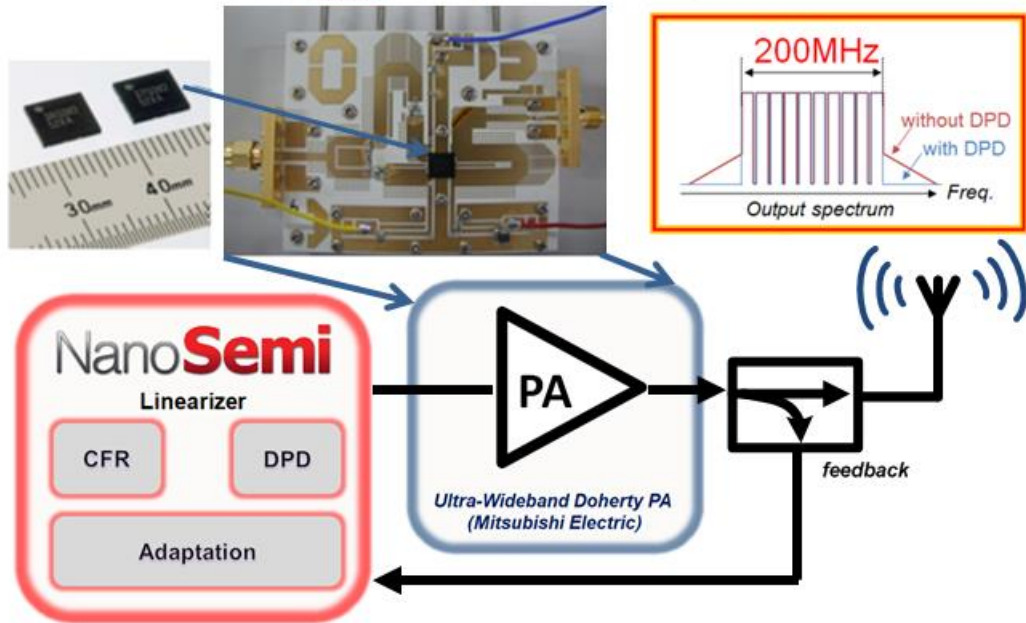 200MHz
without DPD
with DPD
Freq.
Output spectrum
30mm
40mm
NanoSemi
Linearizer
CFR
DPD
Adaptation
PA
Ultra-Wideband Doherty PA
(Mitsubishi Electric)
feedback